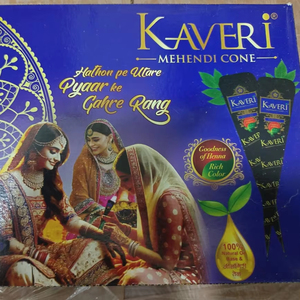 KAVERI®
MEHENDI CONE
Hathon pe Utare
Pyaar ke
Gahre Rang
KAVERI
KAVERI
Goodness
of Henna
Rich
Color
100%